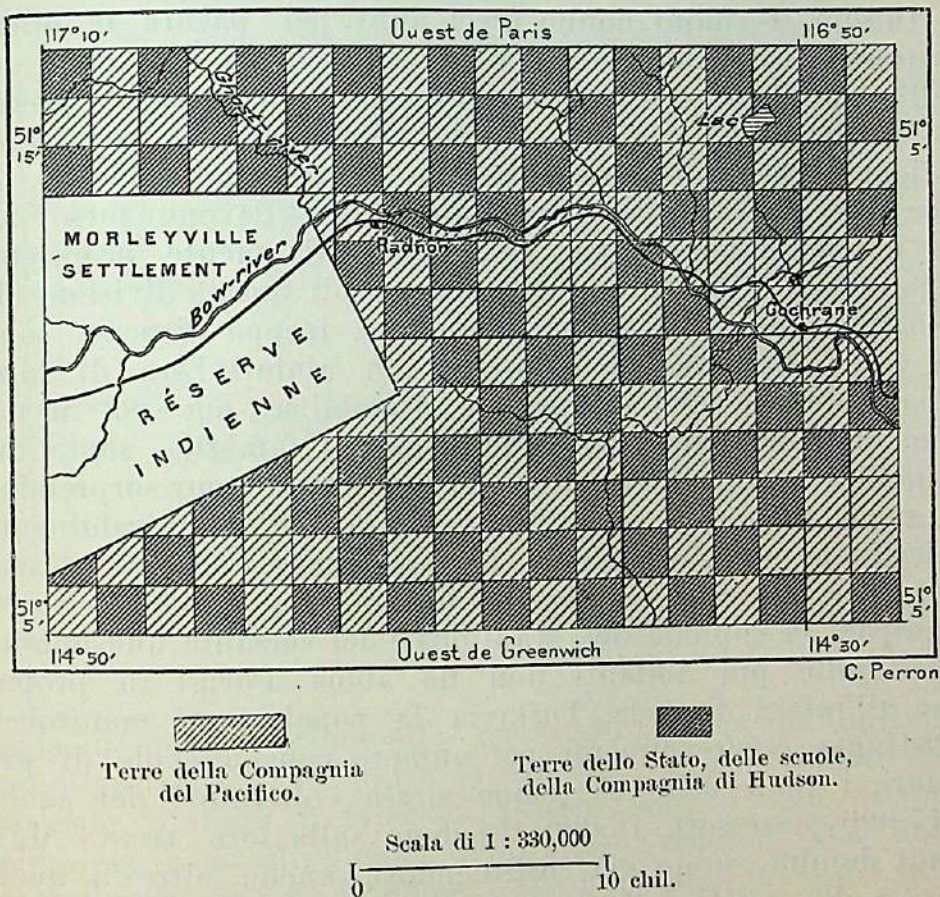 117°10′ Ouest de Paris 116°50′
Ghost river
Lac
51° 15′ 51° 5′
MORLEYVILLE
SETTLEMENT
Bow-river
Radnon
Cochrane
RÉSERVE
INDIENNE
51° 5′ 51° 5′
114°50′ Ouest de Greenwich 114°30′
C. Perron
Terre della Compagnia
del Pacifico.
Terre dello Stato, delle scuole,
della Compagnia di Hudson.
Scala di 1 : 330,000
0 10 chil.